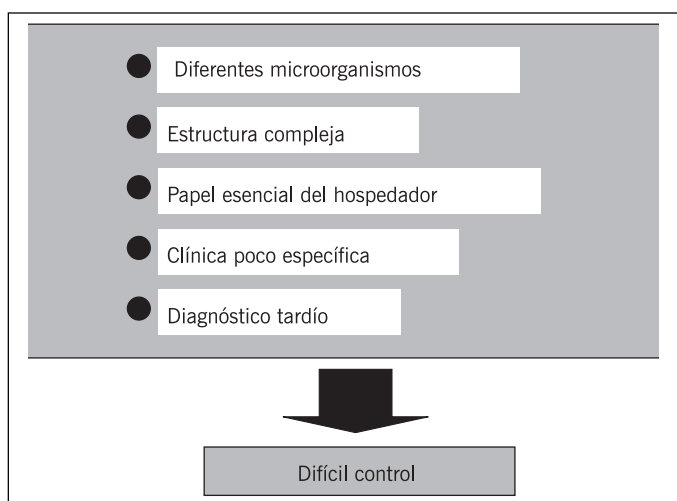 Diferentes microorganismos
Estructura compleja
Papel esencial del hospedador
Clínica poco específica
Diagnóstico tardío
Difícil control